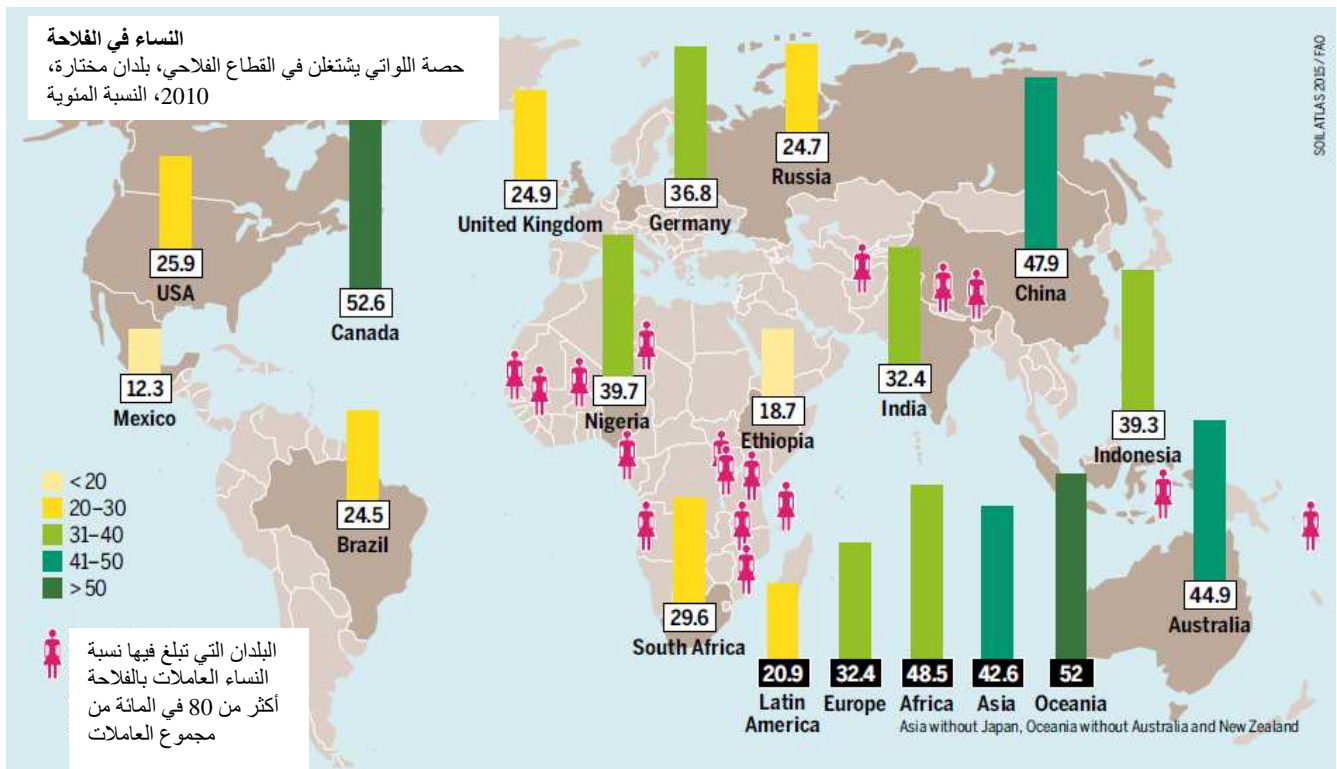 النساء في الفلاحة
حصة اللواتي يشتغلن في القطاع الفلاحي، بلدان مختارة،
2010، النسبة المئوية
SOIL ATLAS 2015 / FAO
24.7
Russia
24.9
United Kingdom
36.8
Germany
25.9
USA
52.6
Canada
47.9
China
12.3
Mexico
39.7
Nigeria
18.7
Ethiopia
32.4
India
39.3
Indonesia
24.5
Brazil
29.6
South Africa
44.9
Australia
< 20
20–30
31–40
41–50
> 50
البلدان التي تبلغ فيها نسبة
النساء العاملات بالفلاحة
أكثر من 80 في المائة من
مجموع العاملات
20.9
Latin
America
32.4
Europe
48.5
Africa
42.6
Asia
52
Oceania
Asia without Japan, Oceania without Australia and New Zealand